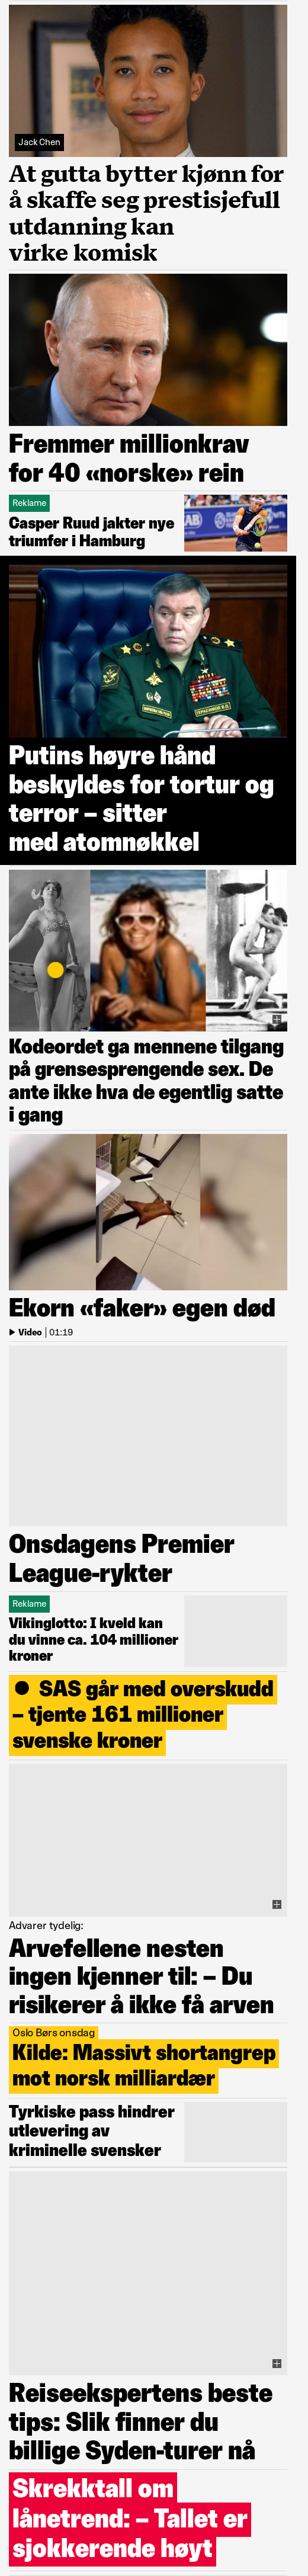 Jack Chen
At gutta bytter kjønn for
å skaffe seg prestisjefull
utdanning kan
virke komisk
Fremmer millionkrav
for 40 «norske» rein
Reklame
Casper Ruud jakter nye
triumfer i Hamburg
Putins høyre hånd
beskyldes for tortur og
terror – sitter
med atomnøkkel
Kodeordet ga mennene tilgang
på grensesprengende sex. De
ante ikke hva de egentlig satte
i gang
Ekorn «faker» egen død
Video | 01:19
Onsdagens Premier
League-rykter
Reklame
Vikinglotto: I kveld kan
du vinne ca. 104 millioner
kroner
SAS går med overskudd
– tjente 161 millioner
svenske kroner
Advarer tydelig:
Arvefellene nesten
ingen kjenner til: – Du
risikerer å ikke få arven
Oslo Børs onsdag
Kilde: Massivt shortangrep
mot norsk milliardær
Tyrkiske pass hindrer
utlevering av
kriminelle svensker
Reiseekspertens beste
tips: Slik finner du
billige Syden-turer nå
Skrekktall om
lånetrend: – Tallet er
sjokkerende høyt